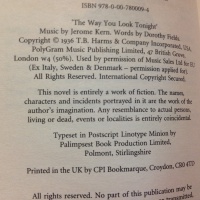 ISBN 978-0-00-780009-4
'The Way You Look Tonight'
Music by Jerome Kern. Words by Dorothy Fields.
Copyright © 1936 T.B. Harms & Company Incorporated, USA.
PolyGram Music Publishing Limited, 47 British Grove,
London W4 (50%). Used by permission of Music Sales Ltd
(Ex Italy, Sweden & Denmark – permission applied for)
All Rights Reserved. International Copyright Secured.
This novel is entirely a work of fiction. The names,
characters and incidents portrayed in it are the work of the
author's imagination. Any resemblance to actual persons,
living or dead, events or localities is entirely coincidental.
Typeset in Postscript Linotype Minion by
Palimpsest Book Production Limited,
Polmont, Stirlingshire
Printed in the UK by CPI Bookmarque, Croydon, CR0 4TD
All rights reserved. No part of this publication may be
transmitted,